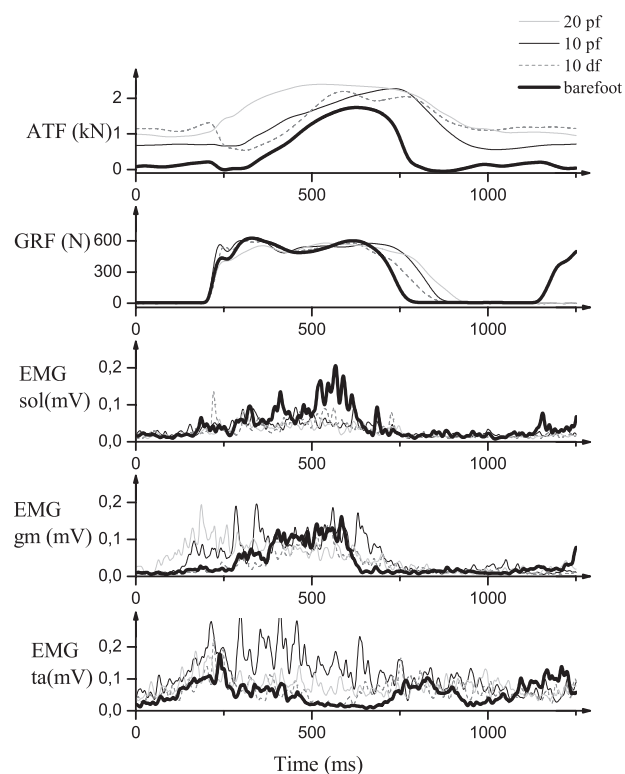 20 pf
10 pf
10 df
barefoot
ATF (kN)
2
1
0
0 500 1000
GRF (N)
600
300
0
0 500 1000
EMG
sol(mV)
0,2
0,1
0,0
0 500 1000
EMG
gm (mV)
0,2
0,1
0,0
0 500 1000
EMG
ta(mV)
0,2
0,1
0,0
0 500 1000
Time (ms)